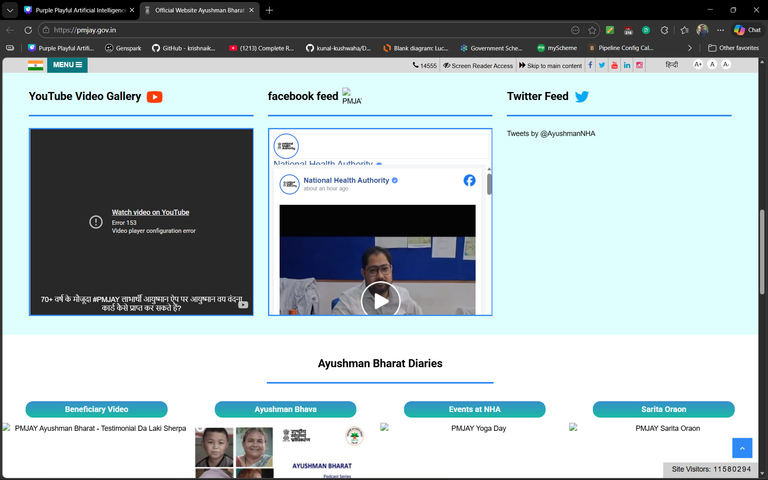 Purple Playful Artificial Intelligenc
Official Website Ayushman Bharat
https://pmjay.gov.in
Chat
Purple Playful Artifi...
Genspark
GitHub - krishnaik...
(1213) Complete R...
kunal-kushwaha/D...
Blank diagram: Luc...
Government Sche...
myScheme
Pipeline Config Cal...
Other favorites
MENU
14555
Screen Reader Access
Skip to main content
हिन्दी
A+
A
A-
YouTube Video Gallery
facebook feed
PMJA
Twitter Feed
Watch video on YouTube
Error 153
Video player configuration error
70+ वर्ष के मौजूदा #PMJAY लाभार्थी आयुष्मान ऐप पर आयुष्मान वय वंदना
कार्ड कैसे प्राप्त कर सकते हैं?
National Health Authority
National Health Authority
about an hour ago
Tweets by @AyushmanNHA
Ayushman Bharat Diaries
Beneficiary Video
Ayushman Bhava
Events at NHA
Sarita Oraon
PMJAY Ayushman Bharat - Testimonial Da Laki Sherpa
AYUSHMAN BHARAT
Podcast Series
PMJAY Yoga Day
PMJAY Sarita Oraon
Site Visitors: 11580294